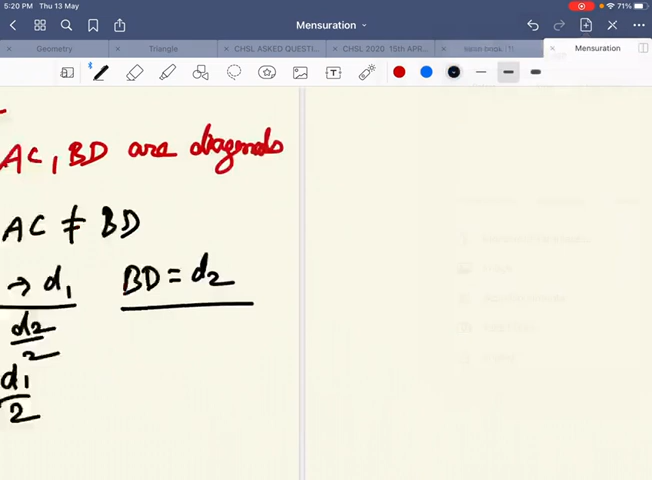 5:20 PM Thu 13 May
71%
Mensuration
Geometry
Triangle
CHSL ASKED QUESTI...
CHSL 2020 15th APR...
Mensuration
AC, BD are diagonals
AC ≠ BD
→ d1 BD = d2
d2/2
d1/2